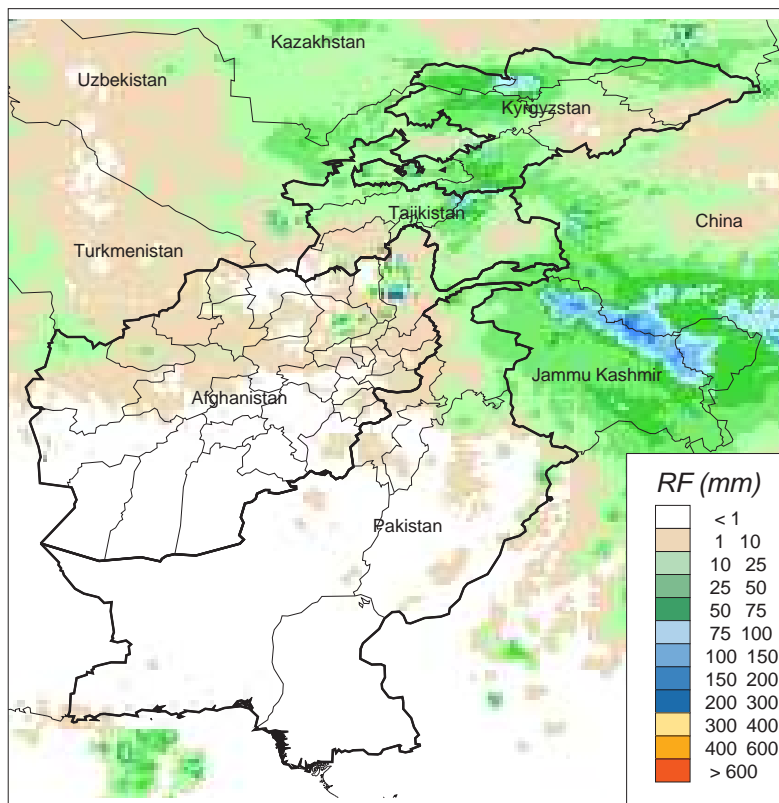 Kazakhstan
Uzbekistan
Kyrgyzstan
Tajikistan
China
Turkmenistan
Jammu Kashmir
Afghanistan
Pakistan
RF (mm)
< 1
1 10
10 25
25 50
50 75
75 100
100 150
150 200
200 300
300 400
400 600
> 600